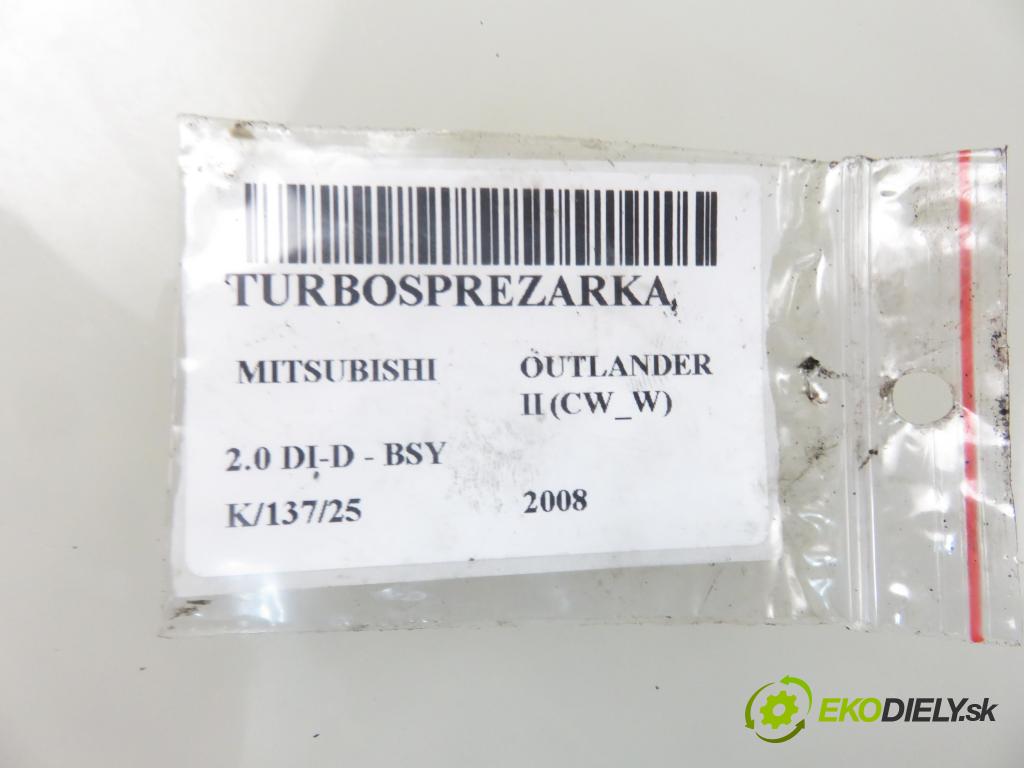 TURBOSPREZARKA,
MITSUBISHI OUTLANDER
II (CW_W)
2.0 DI-D - BSY
K/137/25 2008
EKODIELY.sk